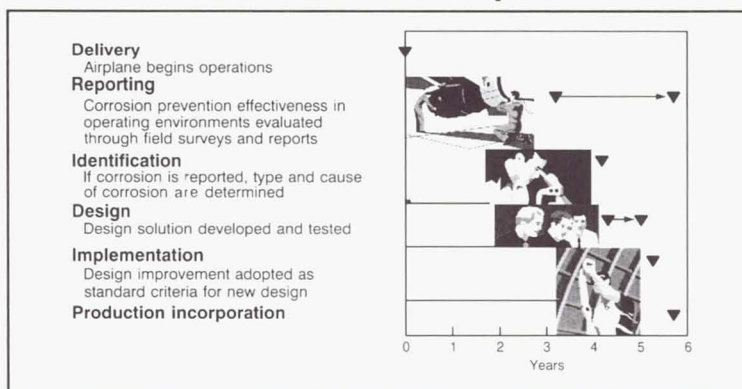 Delivery
Airplane begins operations
Reporting
Corrosion prevention effectiveness in
operating environments evaluated
through field surveys and reports
Identification
If corrosion is reported, type and cause
of corrosion are determined
Design
Design solution developed and tested
Implementation
Design improvement adopted as
standard criteria for new design
Production incorporation
0 1 2 3 4 5 6
Years